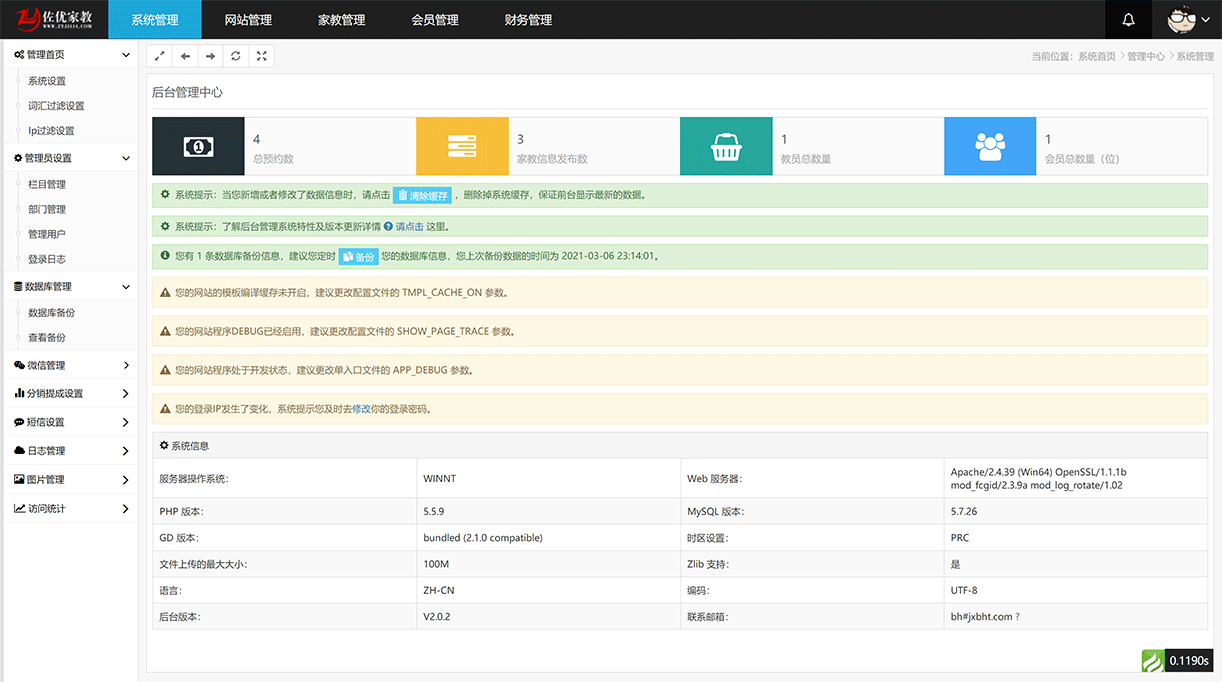 佐优家教
系统管理
网站管理
家教管理
会员管理
财务管理
管理首页
系统设置
词汇过滤设置
Ip过滤设置
管理员设置
栏目管理
部门管理
管理用户
登录日志
数据库管理
数据库备份
查看备份
微信管理
分销提成设置
短信设置
日志管理
图片管理
访问统计
当前位置: 系统首页 > 管理中心 > 系统管理
后台管理中心
4
总预约数
3
家教信息发布数
1
教员总数量
1
会员总数量（位）
系统提示：当您新增或者修改了数据信息时，请点击 清除缓存 ，删除掉系统缓存，保证前台显示最新的数据。
系统提示：了解后台管理系统特性及版本更新详情 请点击 这里。
您有 1 条数据库备份信息，建议您定时 备份 您的数据库信息，您上次备份数据的时间为 2021-03-06 23:14:01。
您的网站的模板编译缓存未开启，建议更改配置文件的 TMPL_CACHE_ON 参数。
您的网站程序DEBUG已经启用，建议更改配置文件的 SHOW_PAGE_TRACE 参数。
您的网站程序处于开发状态，建议更改单入口文件的 APP_DEBUG 参数。
您的登录IP发生了变化，系统提示您及时去修改你的登录密码。
系统信息
服务器操作系统: WINNT Web 服务器: Apache/2.4.39 (Win64) OpenSSL/1.1.1b
mod_fcgid/2.3.9a mod_log_rotate/1.02
PHP 版本: 5.5.9 MySQL 版本: 5.7.26
GD 版本: bundled (2.1.0 compatible) 时区设置: PRC
文件上传的最大大小: 100M Zlib 支持: 是
语言: ZH-CN 编码: UTF-8
后台版本: V2.0.2 联系邮箱: bh#jxbht.com ?
0.1190s